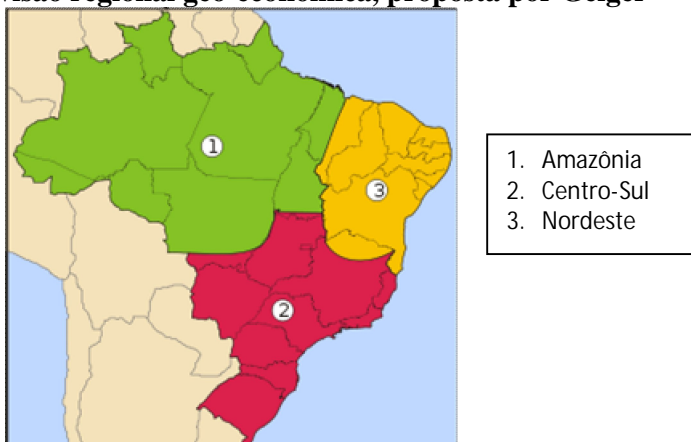 visão regional geo-econômica, proposta por Geiger
1
2
3
1. Amazônia
2. Centro-Sul
3. Nordeste